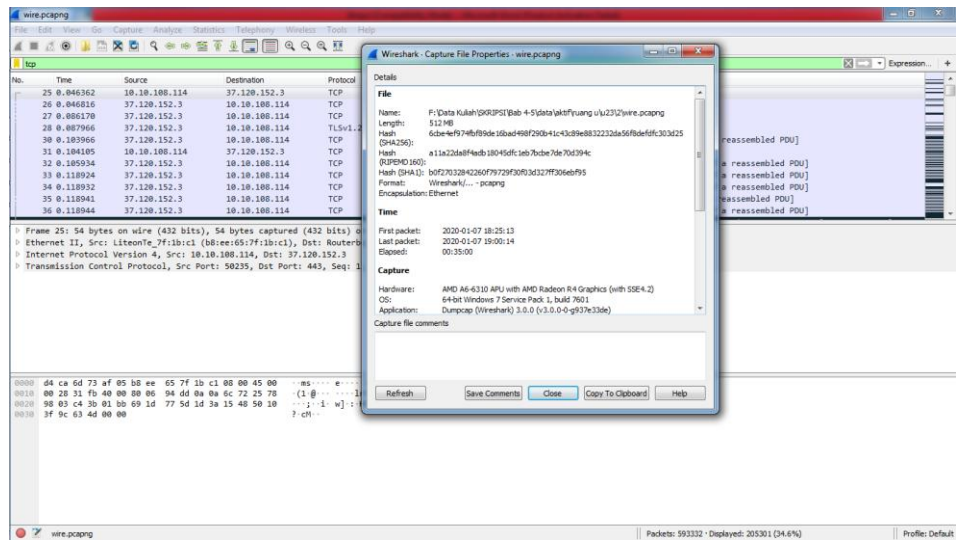 wire.pcapng
File Edit View Go Capture Analyze Statistics Telephony Wireless Tools Help
tcp
Expression... +
No. Time Source Destination Protocol
25 0.046362 10.10.108.114 37.120.152.3 TCP
26 0.046816 37.120.152.3 10.10.108.114 TCP
27 0.086170 37.120.152.3 10.10.108.114 TCP
28 0.087966 37.120.152.3 10.10.108.114 TLSv1.2
30 0.103966 37.120.152.3 10.10.108.114 TCP reassembled PDU]
31 0.104105 10.10.108.114 37.120.152.3 TCP
32 0.105934 37.120.152.3 10.10.108.114 TCP a reassembled PDU]
33 0.118924 37.120.152.3 10.10.108.114 TCP a reassembled PDU]
34 0.118932 37.120.152.3 10.10.108.114 TCP a reassembled PDU]
35 0.118941 37.120.152.3 10.10.108.114 TCP eassembled PDU]
36 0.118944 37.120.152.3 10.10.108.114 TCP a reassembled PDU]
Frame 25: 54 bytes on wire (432 bits), 54 bytes captured (432 bits) o
Ethernet II, Src: LiteonTe_7f:1b:c1 (b8:ee:65:7f:1b:c1), Dst: Routerb
Internet Protocol Version 4, Src: 10.10.108.114, Dst: 37.120.152.3
Transmission Control Protocol, Src Port: 50235, Dst Port: 443, Seq: 1
0000 d4 ca 6d 73 af 05 b8 ee 65 7f 1b c1 08 00 45 00
0010 00 28 31 fb 40 00 80 06 94 dd 0a 0a 6c 72 25 78
0020 98 03 c4 3b 01 bb 69 1d 77 5d 1d 3a 15 48 50 10
0030 3f 9c 63 4d 00 00 ?·cM··
Wireshark · Capture File Properties · wire.pcapng
Details
File
Name: F:\Data Kuliah\SKRIPSI\Bab 4-5\data\aktif\ruang u\u23\2\wire.pcapng
Length: 512 MB
Hash (SHA256): 6cbe4ef974fbf89de16bad498f290b41c43c89e8832232da56f8defdfc303d25
Hash (RIPEMD160): a11a22da8f4adb18045dfc1eb7bcbe7de70d394c
Hash (SHA1): b0f27032842260f79729f30f03d327ff306ebf95
Format: Wireshark/... - pcapng
Encapsulation: Ethernet
Time
First packet: 2020-01-07 18:25:13
Last packet: 2020-01-07 19:00:14
Elapsed: 00:35:00
Capture
Hardware: AMD A6-6310 APU with AMD Radeon R4 Graphics (with SSE4.2)
OS: 64-bit Windows 7 Service Pack 1, build 7601
Application: Dumpcap (Wireshark) 3.0.0 (v3.0.0-0-g937e33de)
Capture file comments
Refresh Save Comments Close Copy To Clipboard Help
wire.pcapng
Packets: 593332 · Displayed: 205301 (34.6%)
Profile: Default